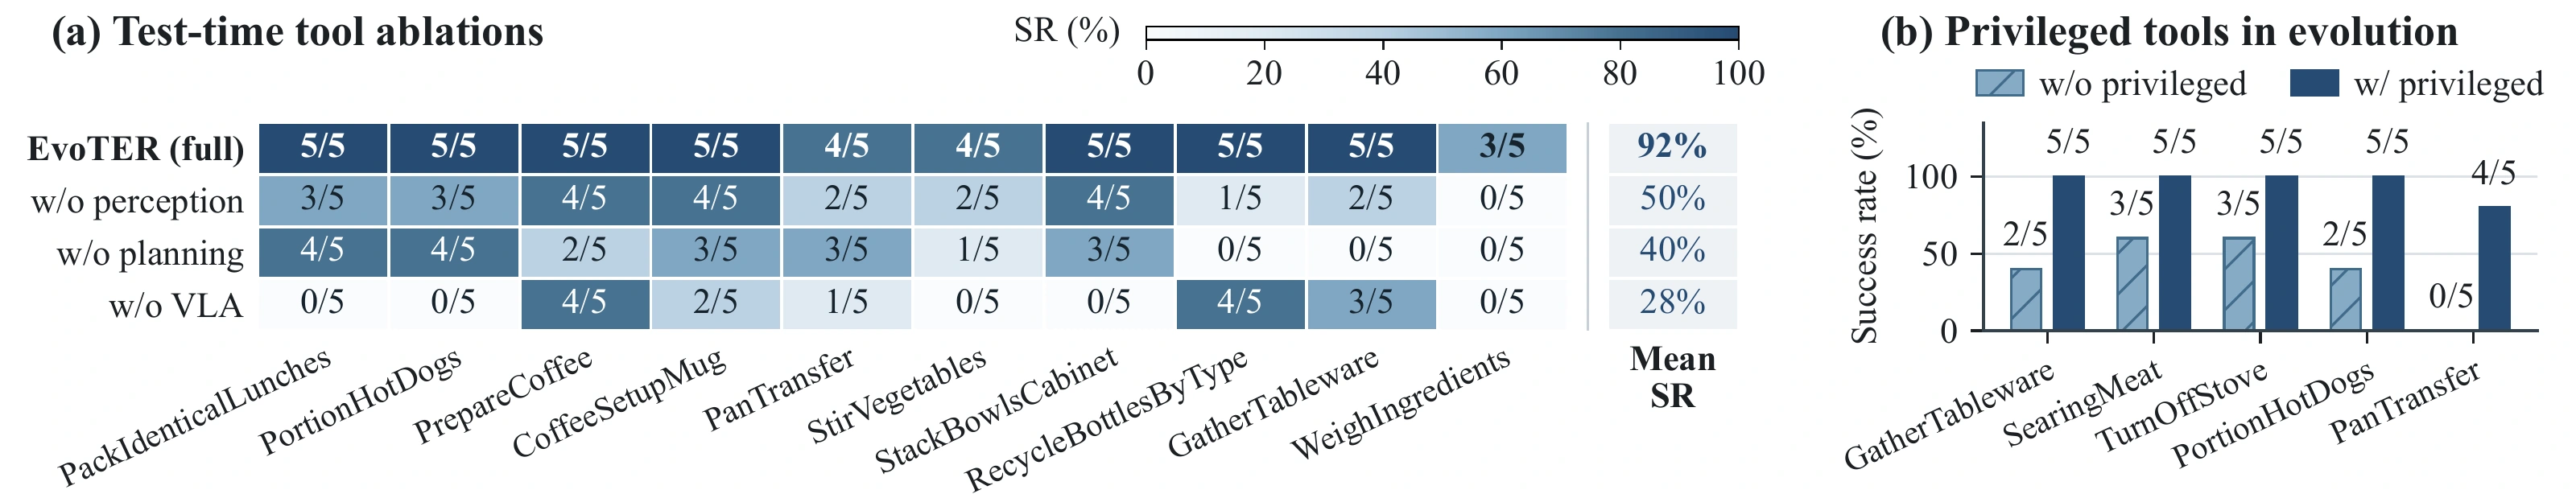 (a) Test-time tool ablations
SR (%)
0 20 40 60 80 100
EvoTER (full) 5/5 5/5 5/5 5/5 4/5 4/5 5/5 5/5 5/5 3/5 92%
w/o perception 3/5 3/5 4/5 4/5 2/5 2/5 4/5 1/5 2/5 0/5 50%
w/o planning 4/5 4/5 2/5 3/5 3/5 1/5 3/5 0/5 0/5 0/5 40%
w/o VLA 0/5 0/5 4/5 2/5 1/5 0/5 0/5 4/5 3/5 0/5 28%
PackIdenticalLunches
PortionHotDogs
PrepareCoffee
CoffeeSetupMug
PanTransfer
StirVegetables
StackBowlsCabinet
RecycleBottlesByType
GatherTableware
WeighIngredients
Mean
SR
(b) Privileged tools in evolution
w/o privileged w/ privileged
Success rate (%)
100
50
0
2/5 5/5 3/5 5/5 3/5 5/5 2/5 5/5 0/5 4/5
GatherTableware
SearingMeat
TurnOffStove
PortionHotDogs
PanTransfer